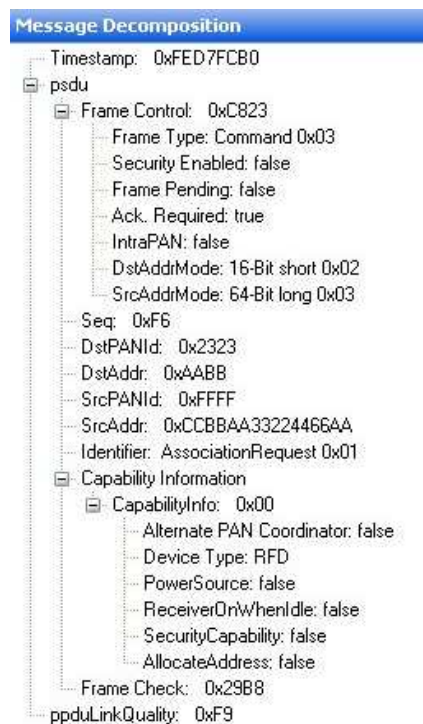 Message Decomposition
Timestamp: 0xFED7FCB0
psdu
Frame Control: 0xC823
Frame Type: Command 0x03
Security Enabled: false
Frame Pending: false
Ack. Required: true
IntraPAN: false
DstAddrMode: 16-Bit short 0x02
SrcAddrMode: 64-Bit long 0x03
Seq: 0xF6
DstPANId: 0x2323
DstAddr: 0xAABB
SrcPANId: 0xFFFF
SrcAddr: 0xCCBBAA33224466AA
Identifier: AssociationRequest 0x01
Capability Information
CapabilityInfo: 0x00
Alternate PAN Coordinator: false
Device Type: RFD
PowerSource: false
ReceiverOnWhenIdle: false
SecurityCapability: false
AllocateAddress: false
Frame Check: 0x29B8
ppduLinkQuality: 0xF9